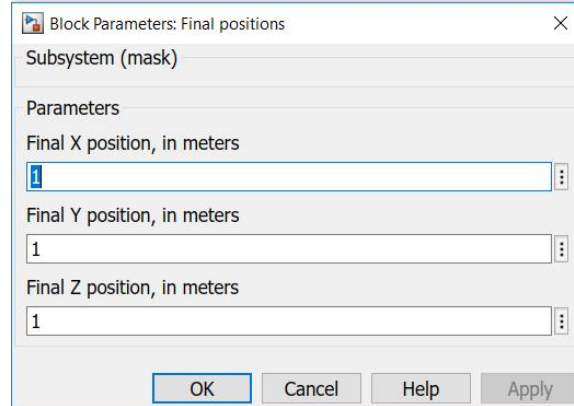 Block Parameters: Final positions
Subsystem (mask)
Parameters
Final X position, in meters
1
Final Y position, in meters
1
Final Z position, in meters
1
OK Cancel Help Apply